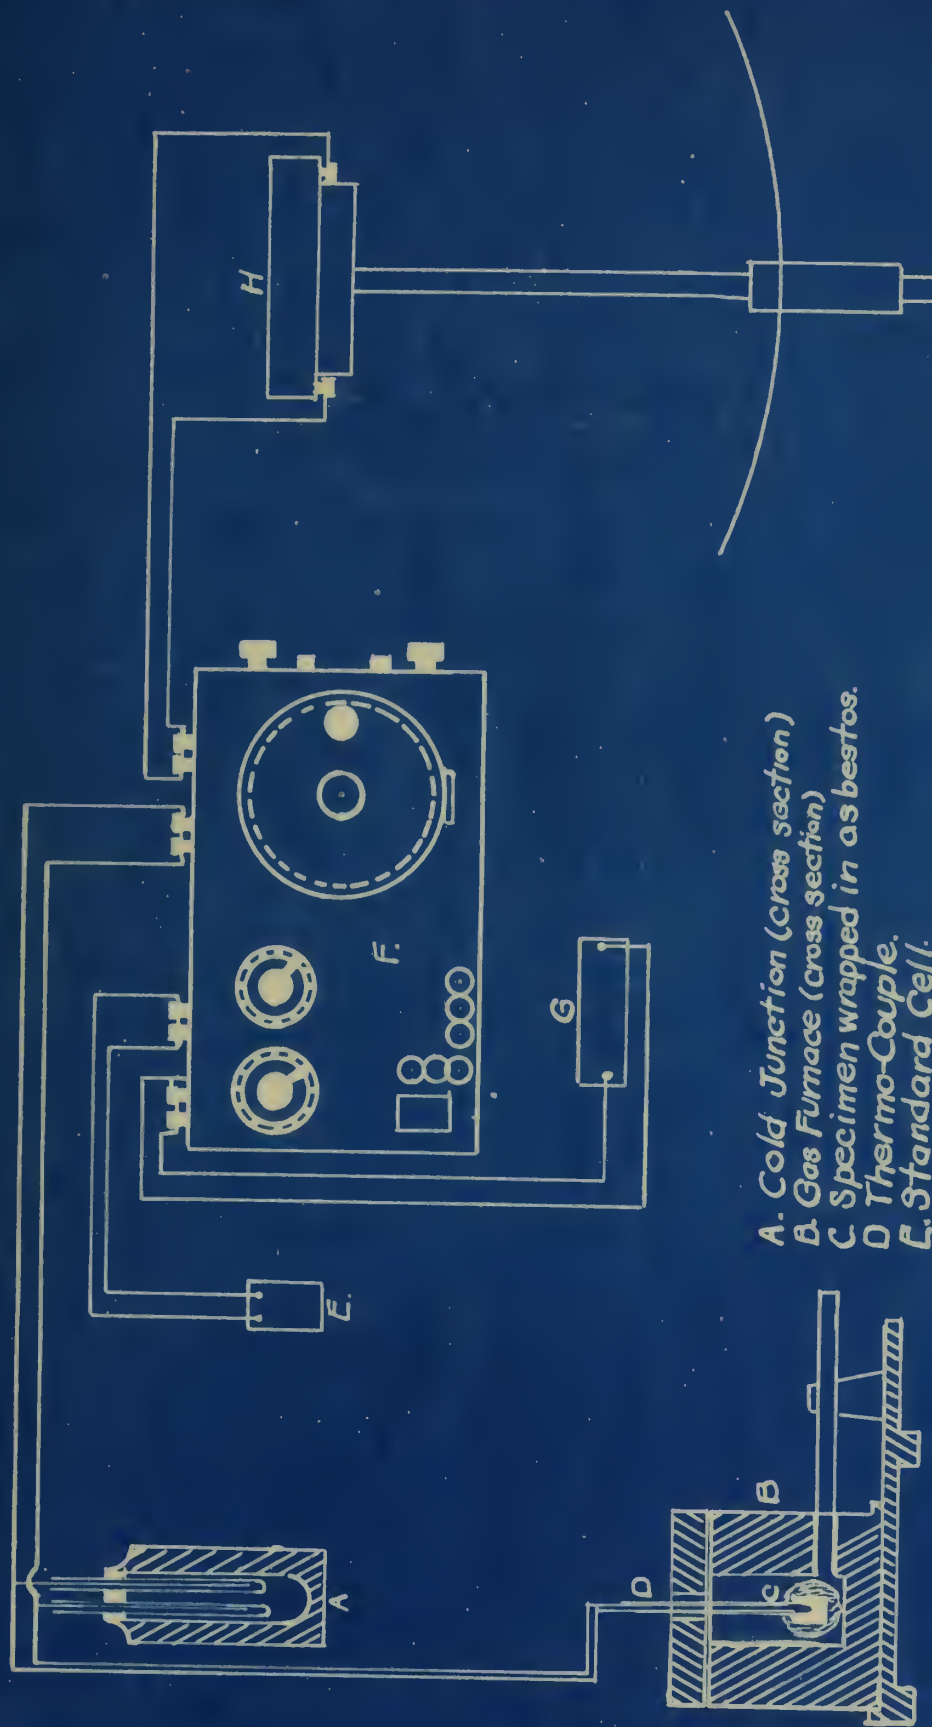 H
F.
G
E.
A
D
B
C
A. Cold Junction (cross section)
B. Gas Furnace (cross section)
C Specimen wrapped in asbestos.
D Thermo-Couple.
E. Standard Cell.